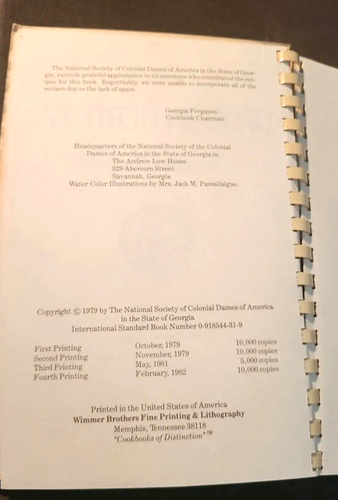 The National Society of Colonial Dames of America in the State of Geor-
gia, extends grateful appreciation to its members who contributed the rec-
ipes for this book. Regrettably, we were unable to incorporate all of the
recipes due to the lack of space.
Georgia Ferguson
Cookbook Chairman
Headquarters of the National Society of the Colonial
Dames of America in the State of Georgia in
The Andrew Low House
329 Abercorn Street
Savannah, Georgia
Water Color Illustrations by Mrs. Jack M. Passailaigue.
Copyright © 1979 by The National Society of Colonial Dames of America
in the State of Georgia
International Standard Book Number 0-918544-31-9
First Printing October, 1979 10,000 copies
Second Printing November, 1979 10,000 copies
Third Printing May, 1981 5,000 copies
Fourth Printing February, 1982 10,000 copies
Printed in the United States of America
Wimmer Brothers Fine Printing & Lithography
Memphis, Tennessee 38118
"Cookbooks of Distinction"™